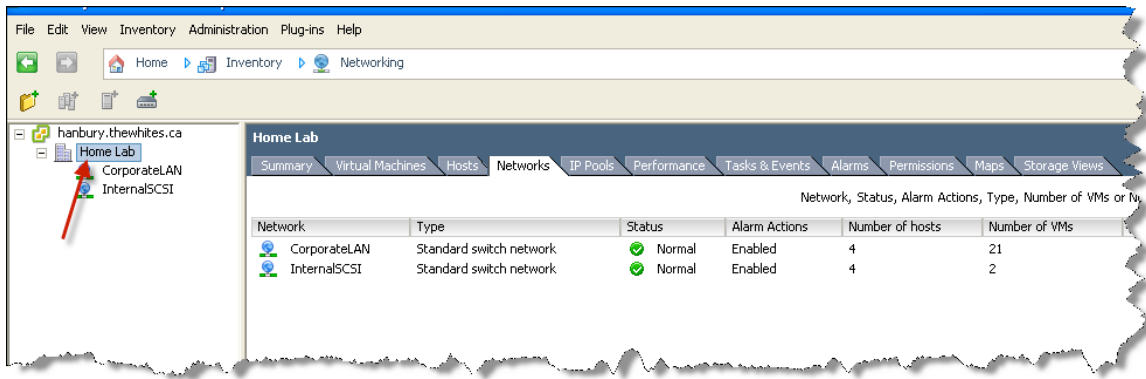 File Edit View Inventory Administration Plug-ins Help
Home Inventory Networking
hanbury.thewhites.ca
Home Lab
CorporateLAN
InternalSCSI
Home Lab
Summary Virtual Machines Hosts Networks IP Pools Performance Tasks & Events Alarms Permissions Maps Storage Views
Network, Status, Alarm Actions, Type, Number of VMs or
Network Type Status Alarm Actions Number of hosts Number of VMs
CorporateLAN Standard switch network Normal Enabled 4 21
InternalSCSI Standard switch network Normal Enabled 4 2